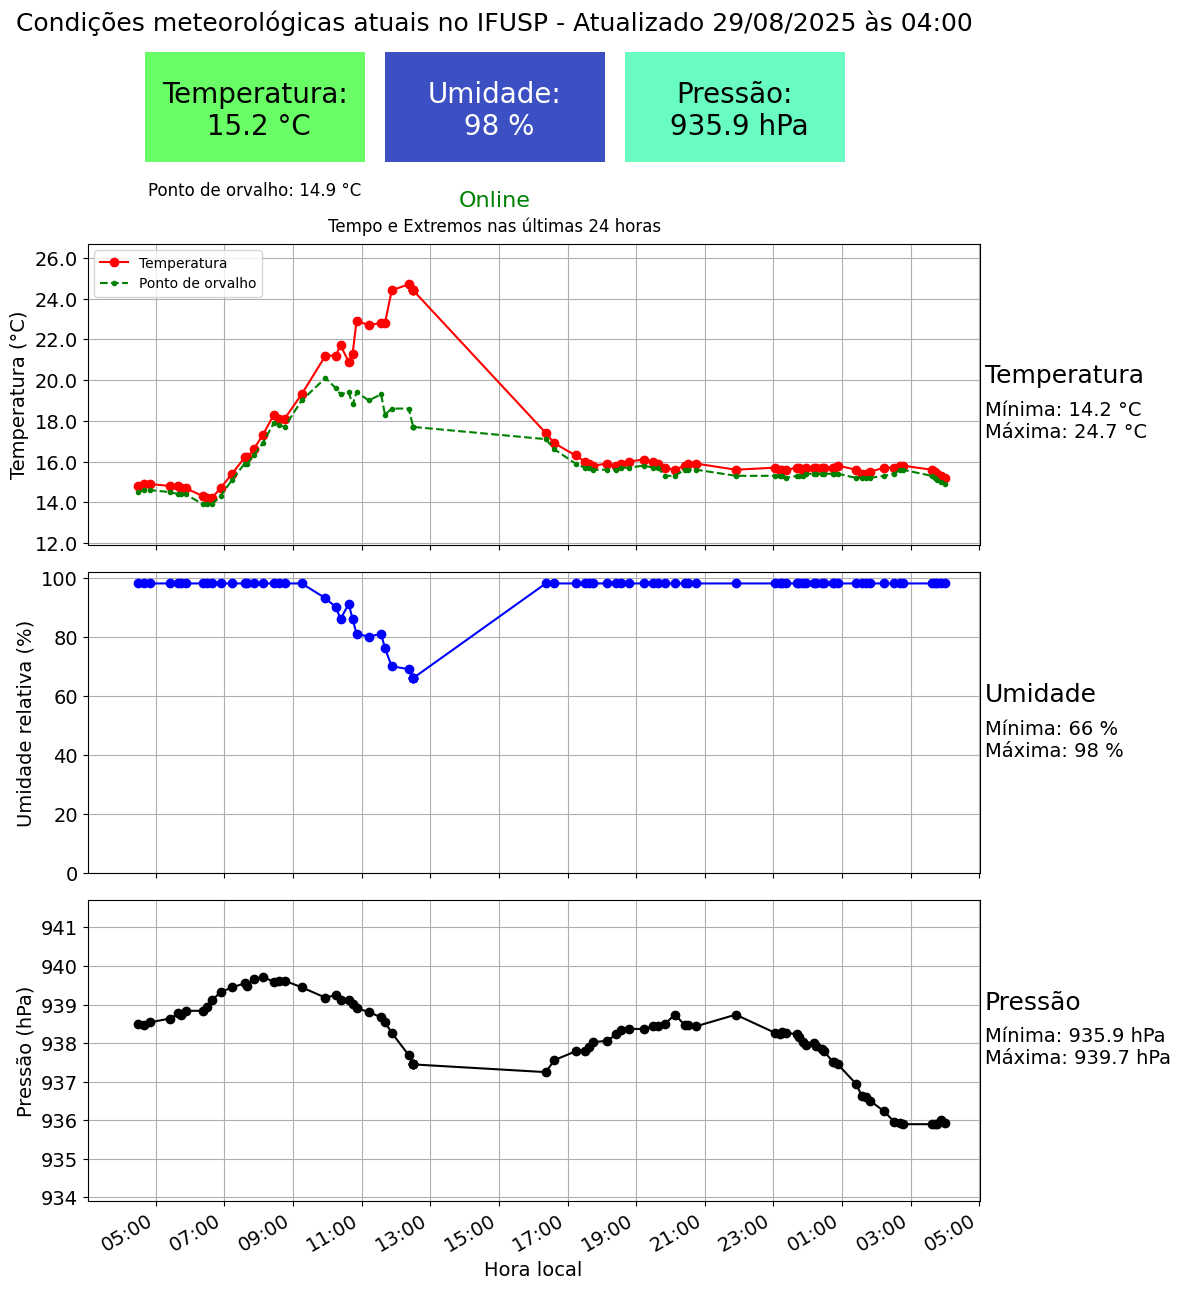 Condições meteorológicas atuais no IFUSP - Atualizado 29/08/2025 às 04:00
Temperatura:
15.2 °C
Umidade:
98 %
Pressão:
935.9 hPa
Ponto de orvalho: 14.9 °C
Online
Tempo e Extremos nas últimas 24 horas
Temperatura
Ponto de orvalho
Temperatura (°C)
26.0
24.0
22.0
20.0
18.0
16.0
14.0
12.0
Temperatura
Mínima: 14.2 °C
Máxima: 24.7 °C
Umidade relativa (%)
100
80
60
40
20
0
Umidade
Mínima: 66 %
Máxima: 98 %
Pressão (hPa)
941
940
939
938
937
936
935
934
Pressão
Mínima: 935.9 hPa
Máxima: 939.7 hPa
05:00 07:00 09:00 11:00 13:00 15:00 17:00 19:00 21:00 23:00 01:00 03:00 05:00
Hora local